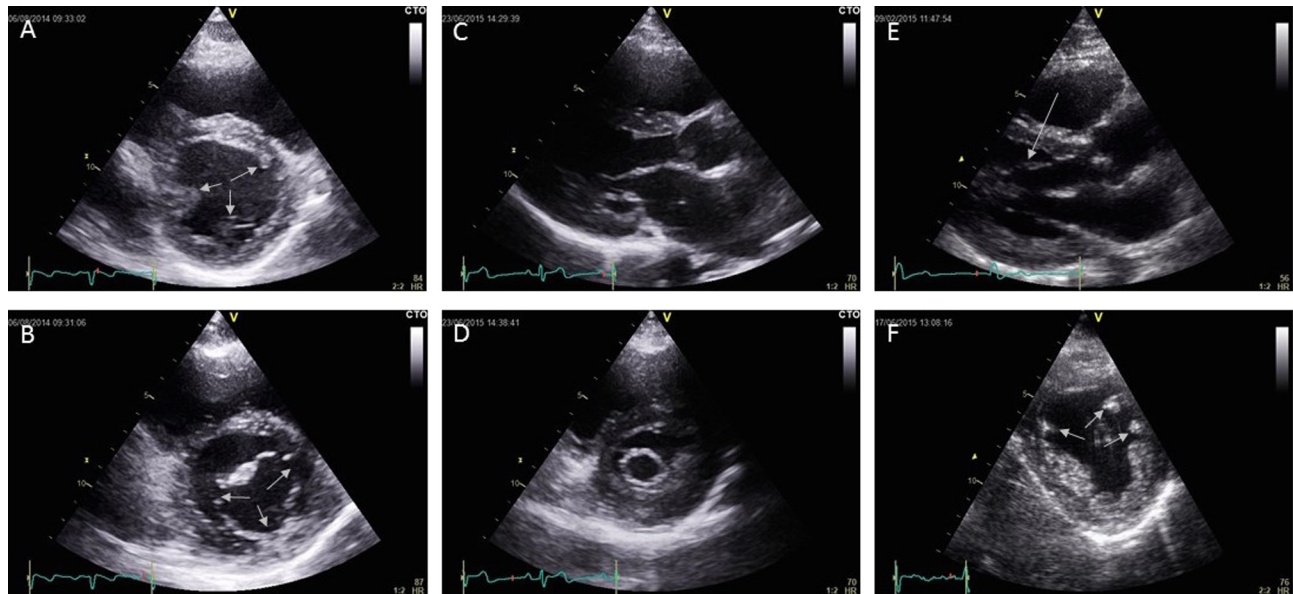 A
06/08/2014 09:33:02
V
CTO
5
10
84
2:2 HR
C
23/06/2015 14:29:39
V
CTO
5
10
70
1:2 HR
E
09/02/2015 11:47:54
V
5
10
56
1:2 HR
B
06/08/2014 09:31:06
V
CTO
5
10
87
1:2 HR
D
23/06/2015 14:38:41
V
CTO
5
10
70
1:2 HR
F
17/06/2015 13:08:16
V
5
10
76
2:2 HR